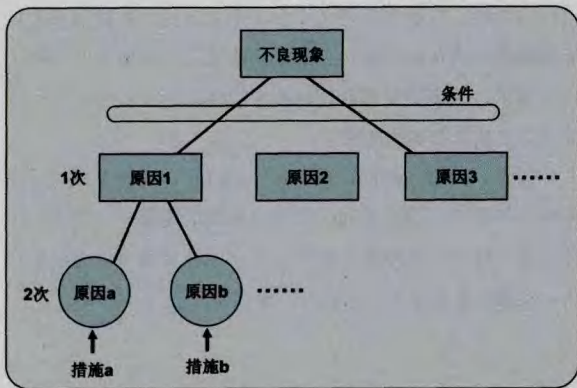 不良现象
条件
1次 原因1 原因2 原因3 ……
2次 原因a 原因b ……
措施a 措施b